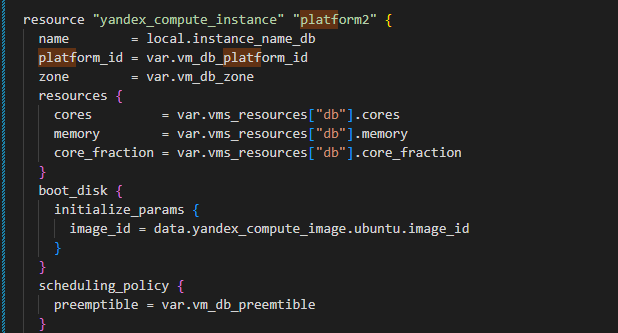 resource "yandex_compute_instance" "platform2" {
  name        = local.instance_name_db
  platform_id = var.vm_db_platform_id
  zone        = var.vm_db_zone
  resources {
    cores         = var.vms_resources["db"].cores
    memory        = var.vms_resources["db"].memory
    core_fraction = var.vms_resources["db"].core_fraction
  }
  boot_disk {
    initialize_params {
      image_id = data.yandex_compute_image.ubuntu.image_id
    }
  }
  scheduling_policy {
    preemptible = var.vm_db_preemtible
  }